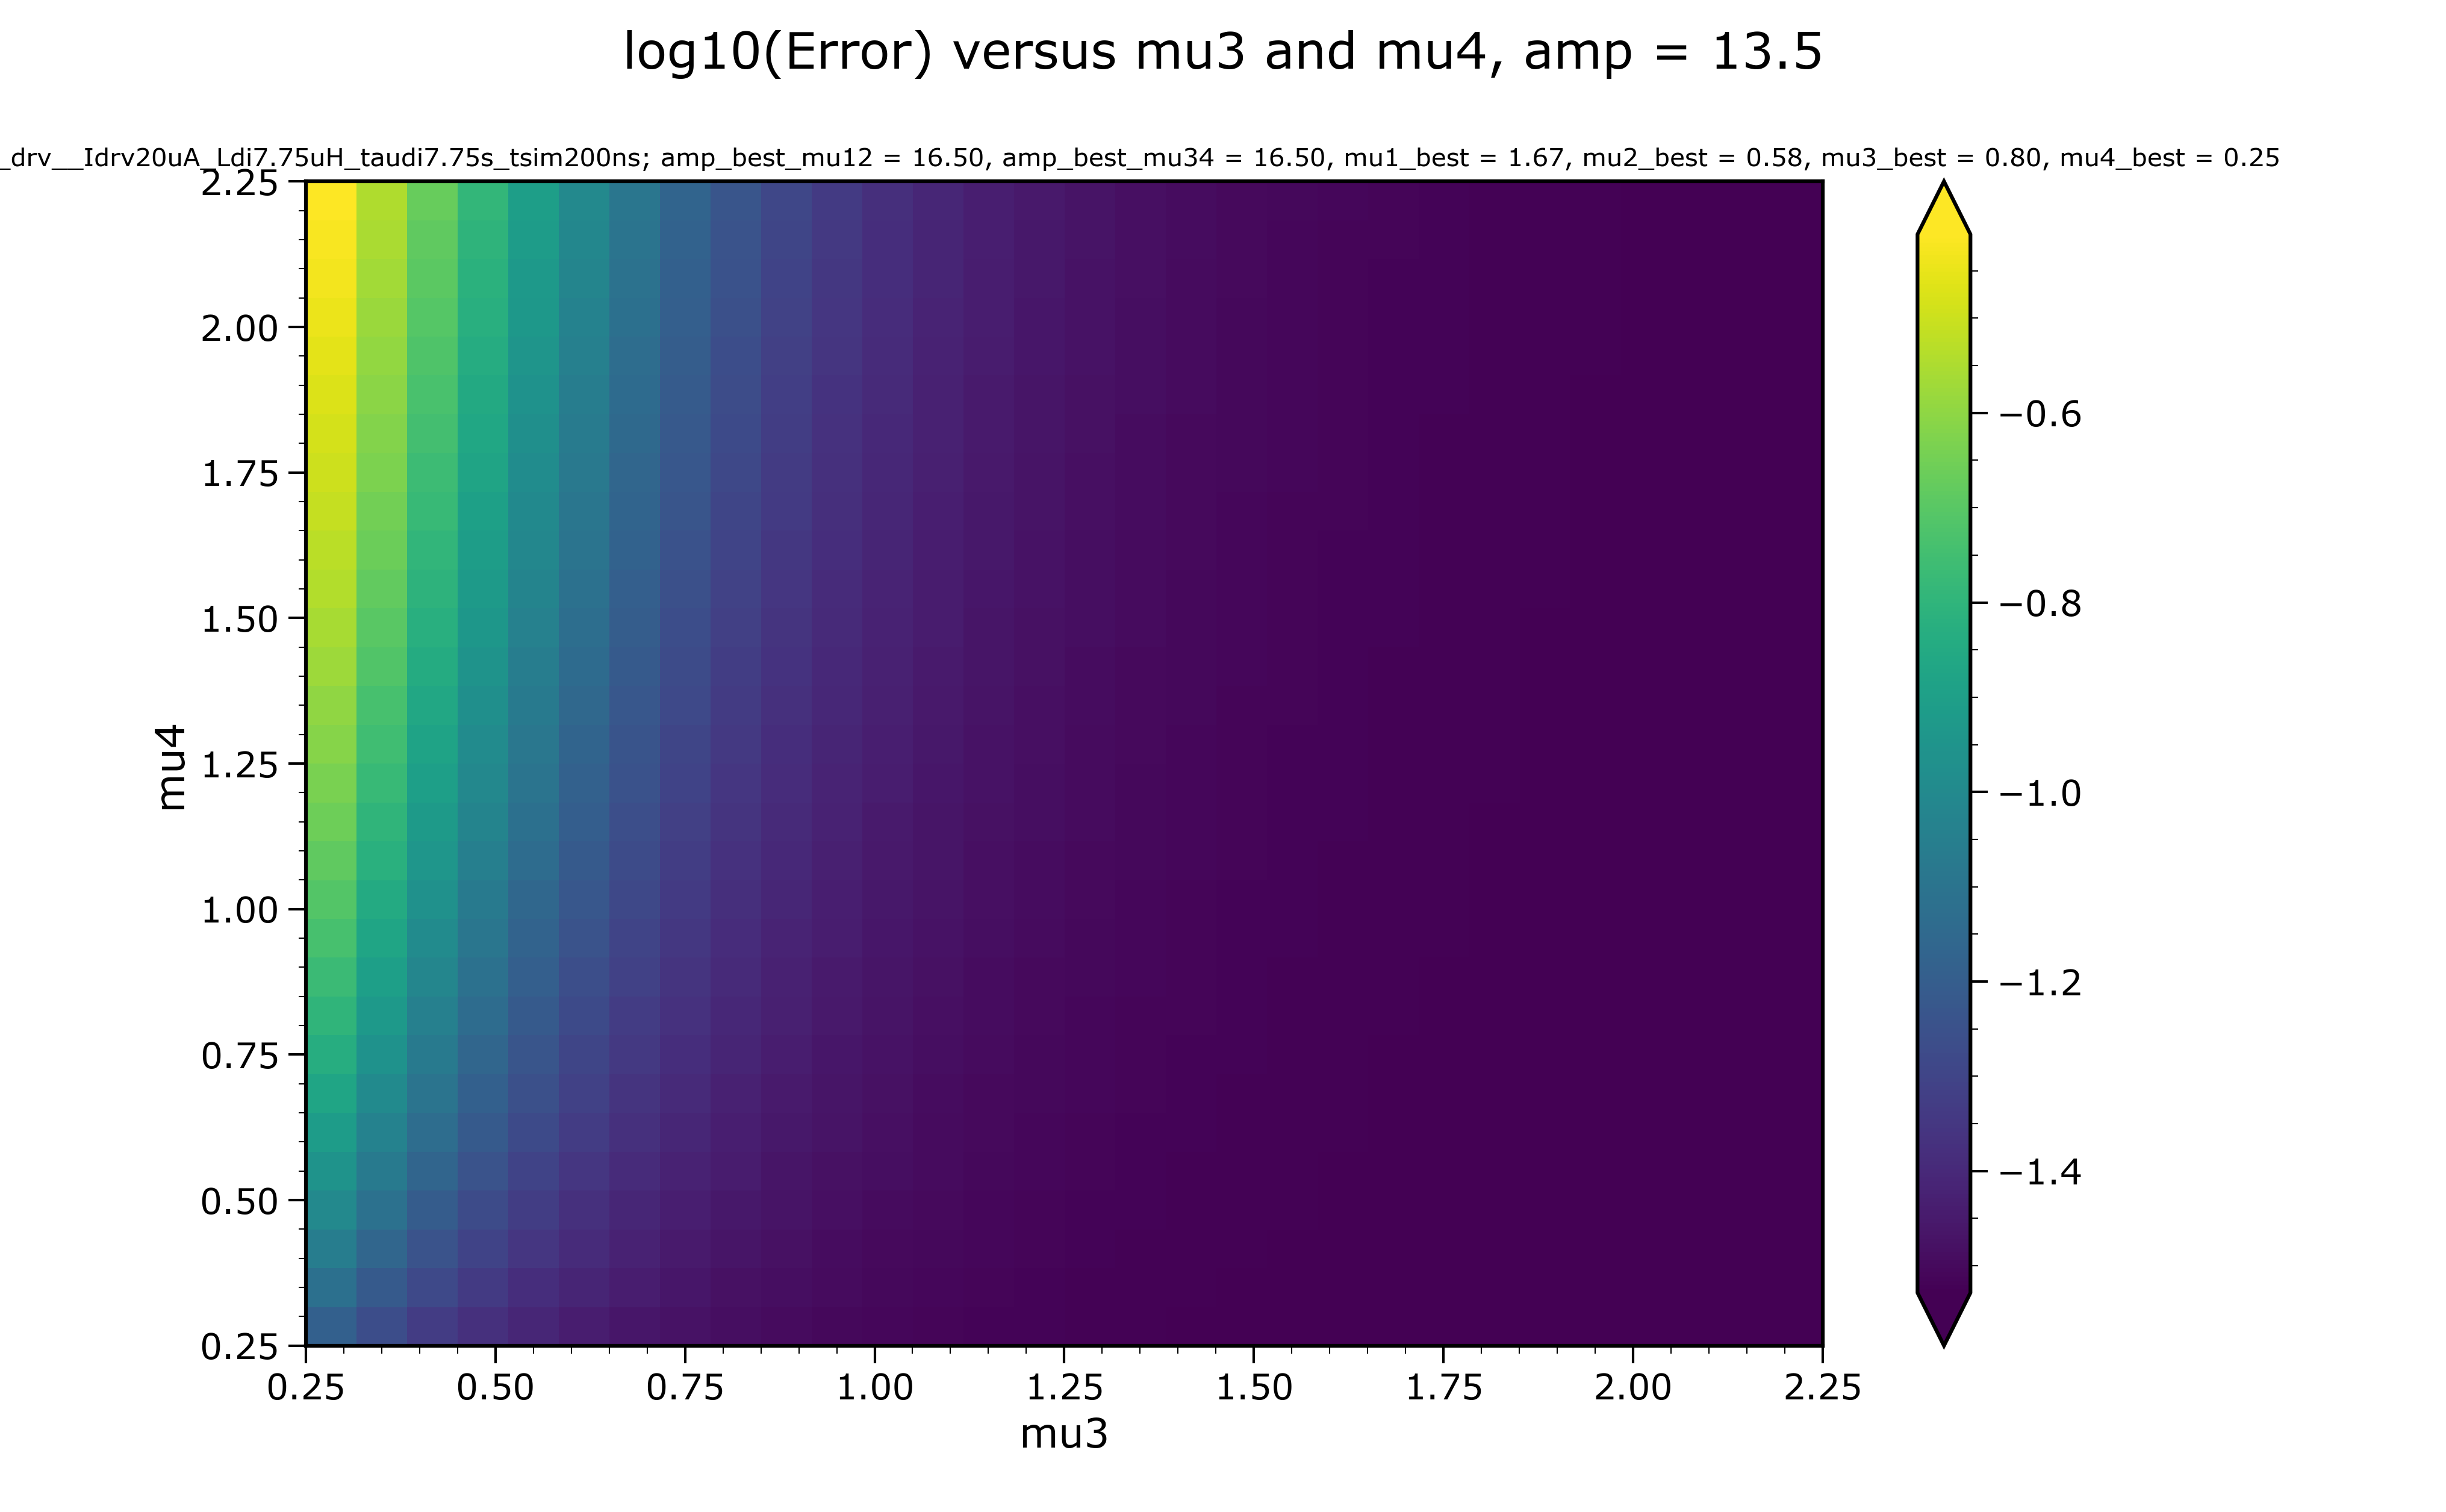 log10(Error) versus mu3 and mu4, amp = 13.5
_drv__Idrv20uA_Ldi7.75uH_taudi7.75s_tsim200ns; amp_best_mu12 = 16.50, amp_best_mu34 = 16.50, mu1_best = 1.67, mu2_best = 0.58, mu3_best = 0.80, mu4_best = 0.25
2.25
2.00
1.75
1.50
1.25
1.00
0.75
0.50
0.25
mu4
0.25 0.50 0.75 1.00 1.25 1.50 1.75 2.00 2.25
mu3
−0.6
−0.8
−1.0
−1.2
−1.4